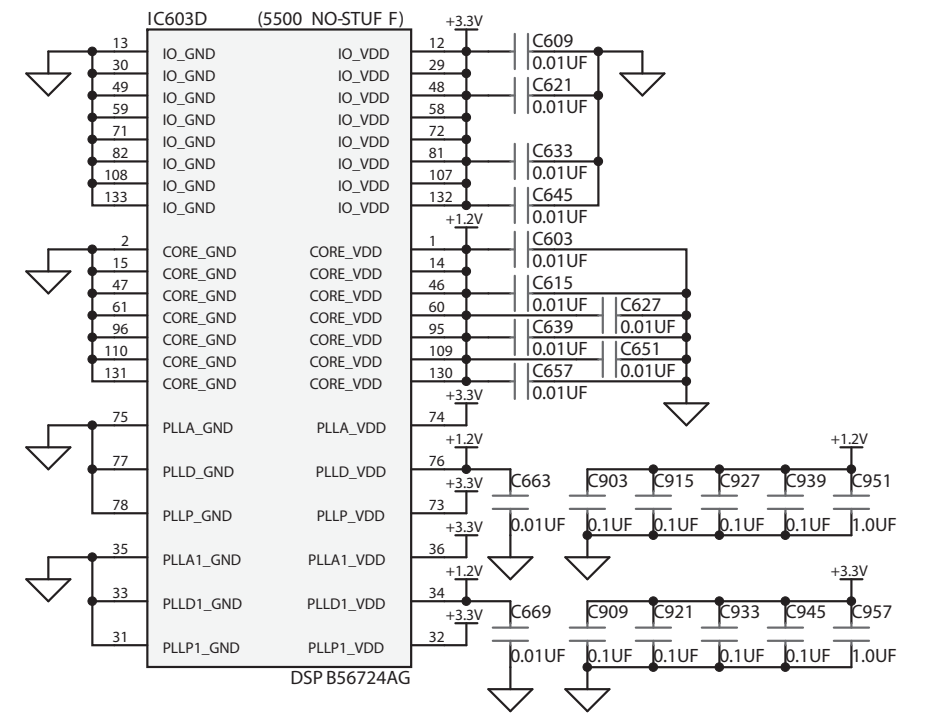 IC603D (5500 NO-STUF F) +3.3V
13 IO_GND IO_VDD 12 C609
0.01UF
30 IO_GND IO_VDD 29
49 IO_GND IO_VDD 48 C621
0.01UF
59 IO_GND IO_VDD 58
71 IO_GND IO_VDD 72
82 IO_GND IO_VDD 81 C633
0.01UF
108 IO_GND IO_VDD 107
133 IO_GND IO_VDD 132 C645
0.01UF
+1.2V
2 CORE_GND CORE_VDD 1 C603
0.01UF
15 CORE_GND CORE_VDD 14
47 CORE_GND CORE_VDD 46 C615
0.01UF
61 CORE_GND CORE_VDD 60 C627
0.01UF
96 CORE_GND CORE_VDD 95 C639
0.01UF
110 CORE_GND CORE_VDD 109 C651
0.01UF
131 CORE_GND CORE_VDD 130 C657
0.01UF
+3.3V
75 PLLA_GND PLLA_VDD 74
+1.2V +1.2V
77 PLLD_GND PLLD_VDD 76
+3.3V C663 C903 C915 C927 C939 C951
78 PLLP_GND PLLP_VDD 73
0.01UF 0.1UF 0.1UF 0.1UF 0.1UF 1.0UF
+3.3V
35 PLLA1_GND PLLA1_VDD 36
+1.2V +3.3V
33 PLLD1_GND PLLD1_VDD 34
+3.3V C669 C909 C921 C933 C945 C957
31 PLLP1_GND PLLP1_VDD 32
0.01UF 0.1UF 0.1UF 0.1UF 0.1UF 1.0UF
DSP B56724AG